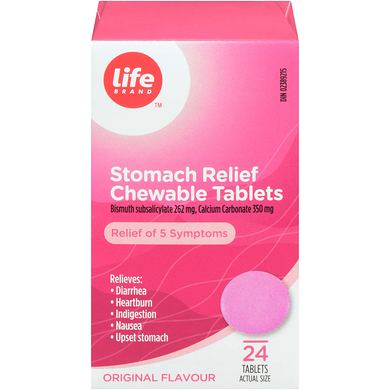 life
BRAND
TM
DIN 02389215
Stomach Relief
Chewable Tablets
Bismuth subsalicylate 262 mg, Calcium Carbonate 350 mg
Relief of 5 Symptoms
Relieves:
• Diarrhea
• Heartburn
• Indigestion
• Nausea
• Upset stomach
24
TABLETS
ACTUAL SIZE
ORIGINAL FLAVOUR